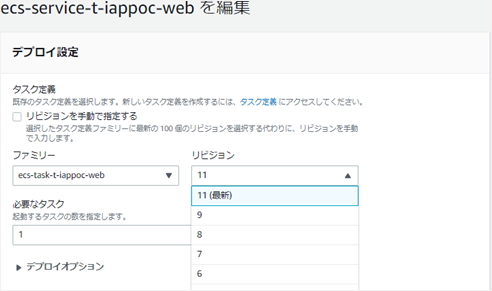 ecs-service-t-iappoc-web を編集
デプロイ設定
タスク定義
既存のタスク定義を選択します。新しいタスク定義を作成するには、タスク定義 にアクセスしてください。
リビジョンを手動で指定する
選択したタスク定義ファミリーに最新の 100 個のリビジョンを選択する代わりに、リビジョンを手動
で入力します。
ファミリー
ecs-task-t-iappoc-web
リビジョン
11
11 (最新)
9
8
7
6
必要なタスク
起動するタスクの数を指定します。
1
デプロイオプション